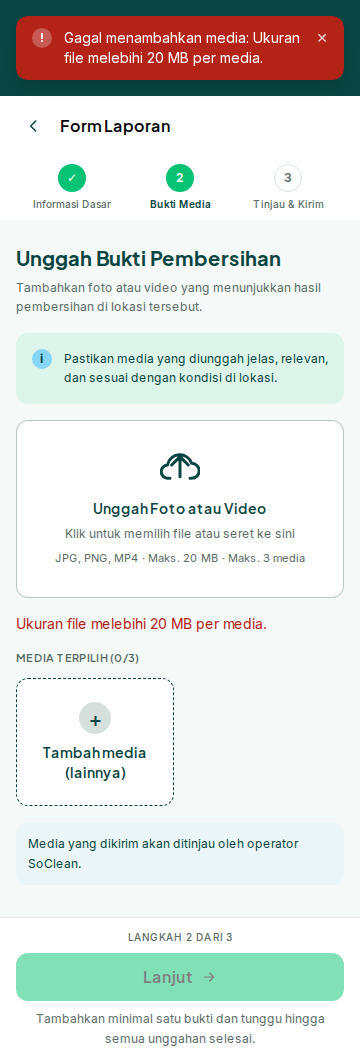 Gagal menambahkan media: Ukuran
file melebihi 20 MB per media.
Form Laporan
Informasi Dasar
2
Bukti Media
3
Tinjau & Kirim
Unggah Bukti Pembersihan
Tambahkan foto atau video yang menunjukkan hasil
pembersihan di lokasi tersebut.
Pastikan media yang diunggah jelas, relevan,
dan sesuai dengan kondisi di lokasi.
Unggah Foto atau Video
Klik untuk memilih file atau seret ke sini
JPG, PNG, MP4 · Maks. 20 MB · Maks. 3 media
Ukuran file melebihi 20 MB per media.
MEDIA TERPILIH (0/3)
Tambah media
(lainnya)
Media yang dikirim akan ditinjau oleh operator
SoClean.
LANGKAH 2 DARI 3
Lanjut →
Tambahkan minimal satu bukti dan tunggu hingga
semua unggahan selesai.